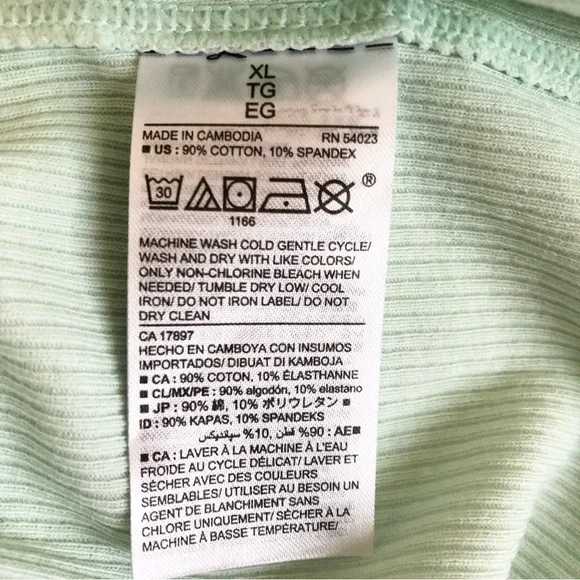 XL
TG
EG
MADE IN CAMBODIA RN 54023
■ US : 90% COTTON, 10% SPANDEX
30 ®
1166
MACHINE WASH COLD GENTLE CYCLE/
WASH AND DRY WITH LIKE COLORS/
ONLY NON-CHLORINE BLEACH WHEN
NEEDED/ TUMBLE DRY LOW/ COOL
IRON/ DO NOT IRON LABEL/ DO NOT
DRY CLEAN
CA 17897
HECHO EN CAMBOYA CON INSUMOS
IMPORTADOS/ DIBUAT DI KAMBOJA
■ CA : 90% COTON, 10% ÉLASTHANNE
■ CL/MX/PE : 90% algodón, 10% elastano
■ JP : 90% 綿, 10% ポリウレタン
ID : 90% KAPAS, 10% SPANDEKS
■ AE: 90% قطن, 10% سبانديكس
■ CA : LAVER À LA MACHINE À L'EAU
FROIDE AU CYCLE DÉLICAT/ LAVER ET
SÉCHER AVEC DES COULEURS
SEMBLABLES/ UTILISER AU BESOIN UN
AGENT DE BLANCHIMENT SANS
CHLORE UNIQUEMENT/ SÉCHER À LA
MACHINE À BASSE TEMPÉRATURE/